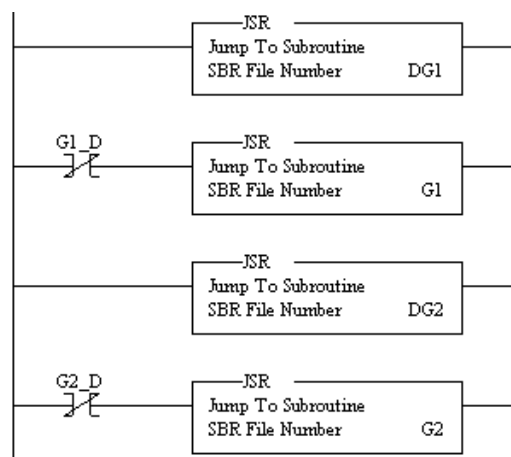 JSR
Jump To Subroutine
SBR File Number DG1
G1_D
JSR
Jump To Subroutine
SBR File Number G1
JSR
Jump To Subroutine
SBR File Number DG2
G2_D
JSR
Jump To Subroutine
SBR File Number G2